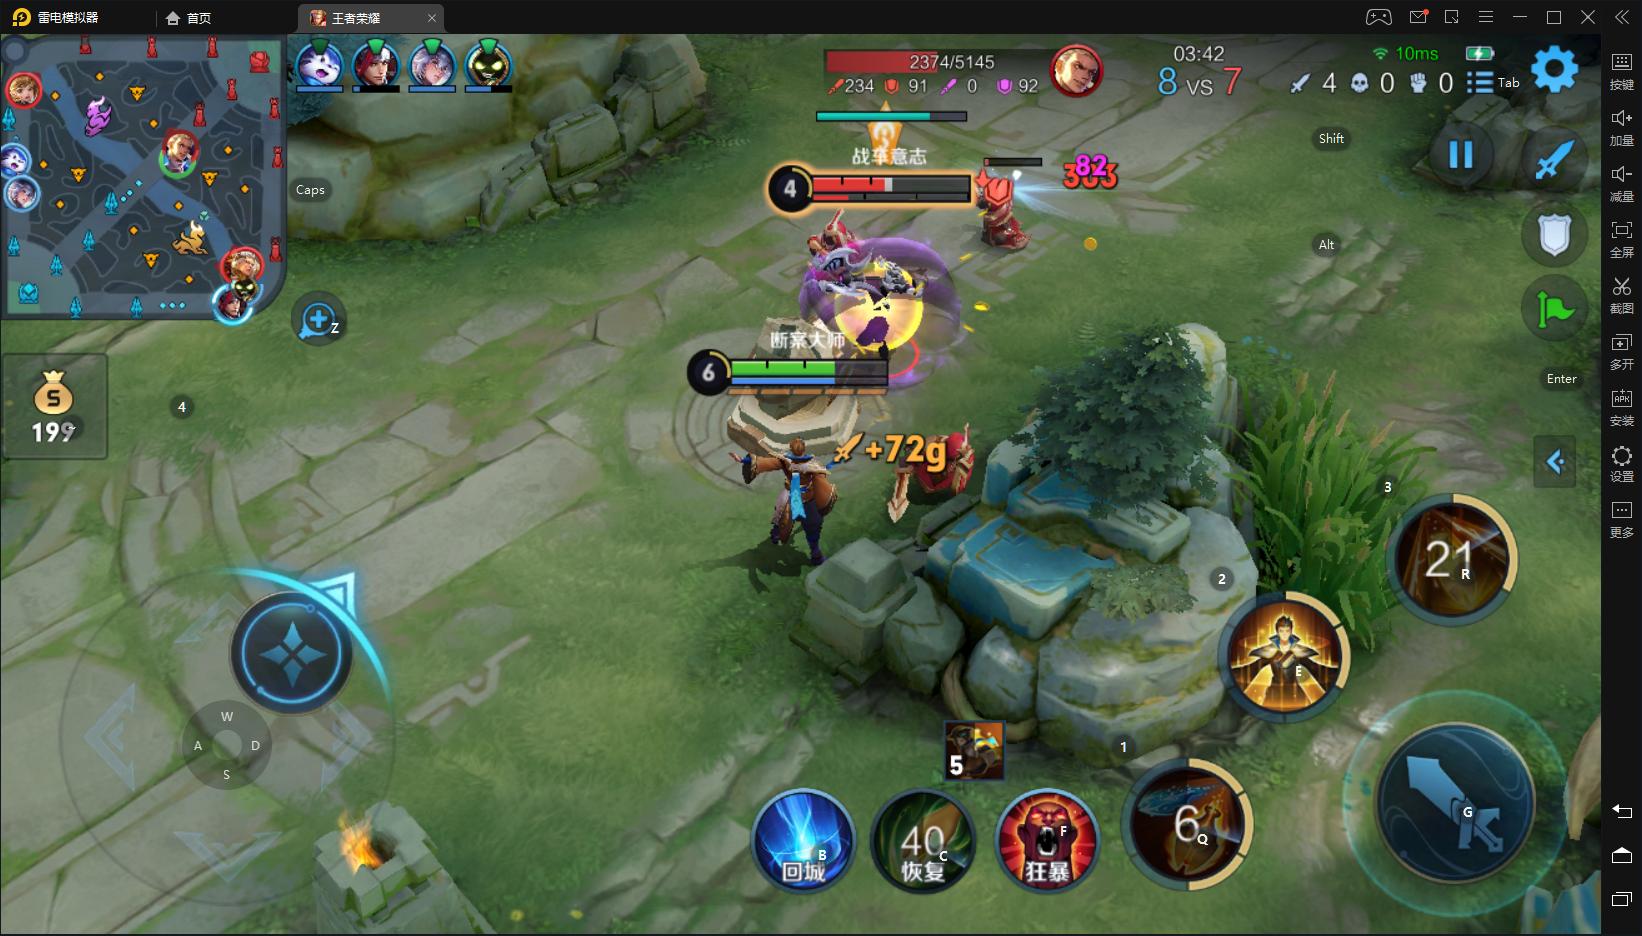 雷电模拟器
首页
王者荣耀
2374/5145
234 91 0 92
03:42
8 VS 7
10ms
4 0 0
Tab
按键
加量
减量
全屏
截图
多开
安装
设置
更多
APK
Shift
Caps
Alt
Enter
战车意志
4
82
断案大师
6
+72g
Z
S
199
4
~
3
21
R
2
E
W
A D
S
5
1
B
回城
40
C
恢复
F
狂暴
6
Q
G